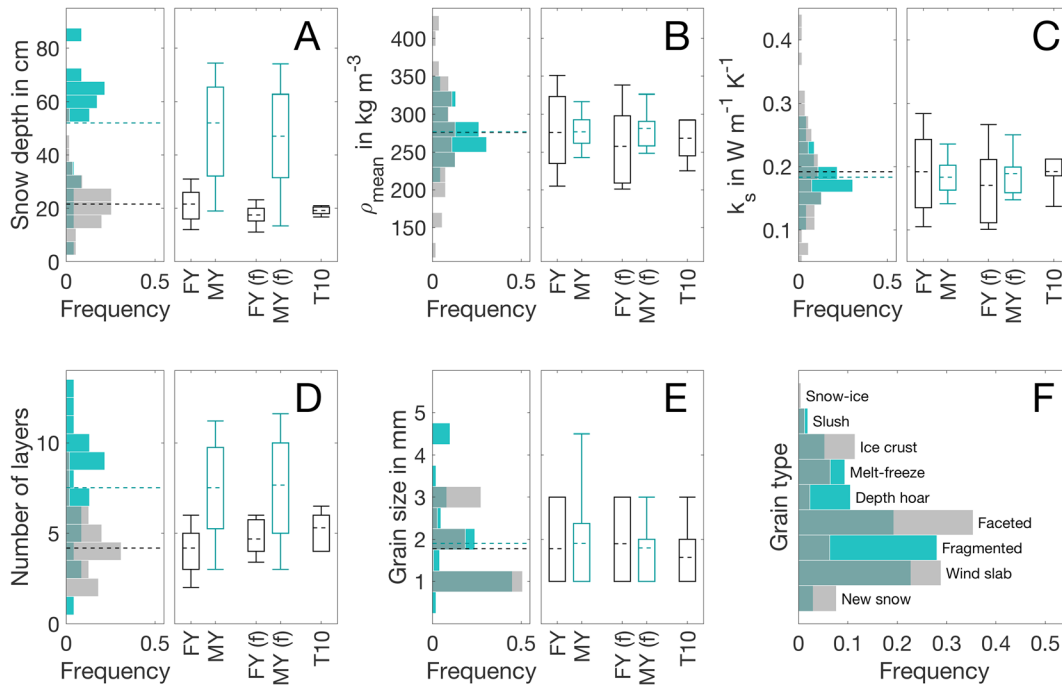 A
Snow depth in cm
80
60
40
20
0
0
0.5
Frequency
FY
MY
FY (f)
MY (f)
T10
B
ρmean in kg m-3
400
350
300
250
200
150
0
0.5
Frequency
FY
MY
FY (f)
MY (f)
T10
C
ks in W m-1 K-1
0.4
0.3
0.2
0.1
0
0.5
Frequency
FY
MY
FY (f)
MY (f)
T10
D
Number of layers
10
5
0
0
0.5
Frequency
FY
MY
FY (f)
MY (f)
T10
E
Grain size in mm
5
4
3
2
1
0
0.5
Frequency
FY
MY
FY (f)
MY (f)
T10
F
Grain type
Snow-ice
Slush
Ice crust
Melt-freeze
Depth hoar
Faceted
Fragmented
Wind slab
New snow
0
0.1
0.2
0.3
0.4
0.5
Frequency